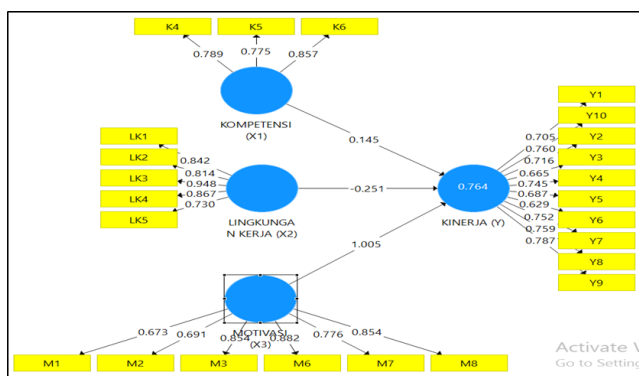 K4 K5 K6
0.789 0.775 0.857
KOMPETENSI
(X1)
LK1
LK2
LK3
LK4
LK5
0.842
0.814
0.948
0.867
0.730
LINGKUNGA
N KERJA (X2)
0.145
-0.251
1.005
0.764
KINERJA (Y)
0.705
0.760
0.716
0.665
0.745
0.687
0.629
0.752
0.759
0.787
Y1
Y10
Y2
Y3
Y4
Y5
Y6
Y7
Y8
Y9
MOTIVASI
(X3)
0.673 0.691 0.854 0.882 0.776 0.854
M1 M2 M3 M6 M7 M8
Activate
Go to Setting